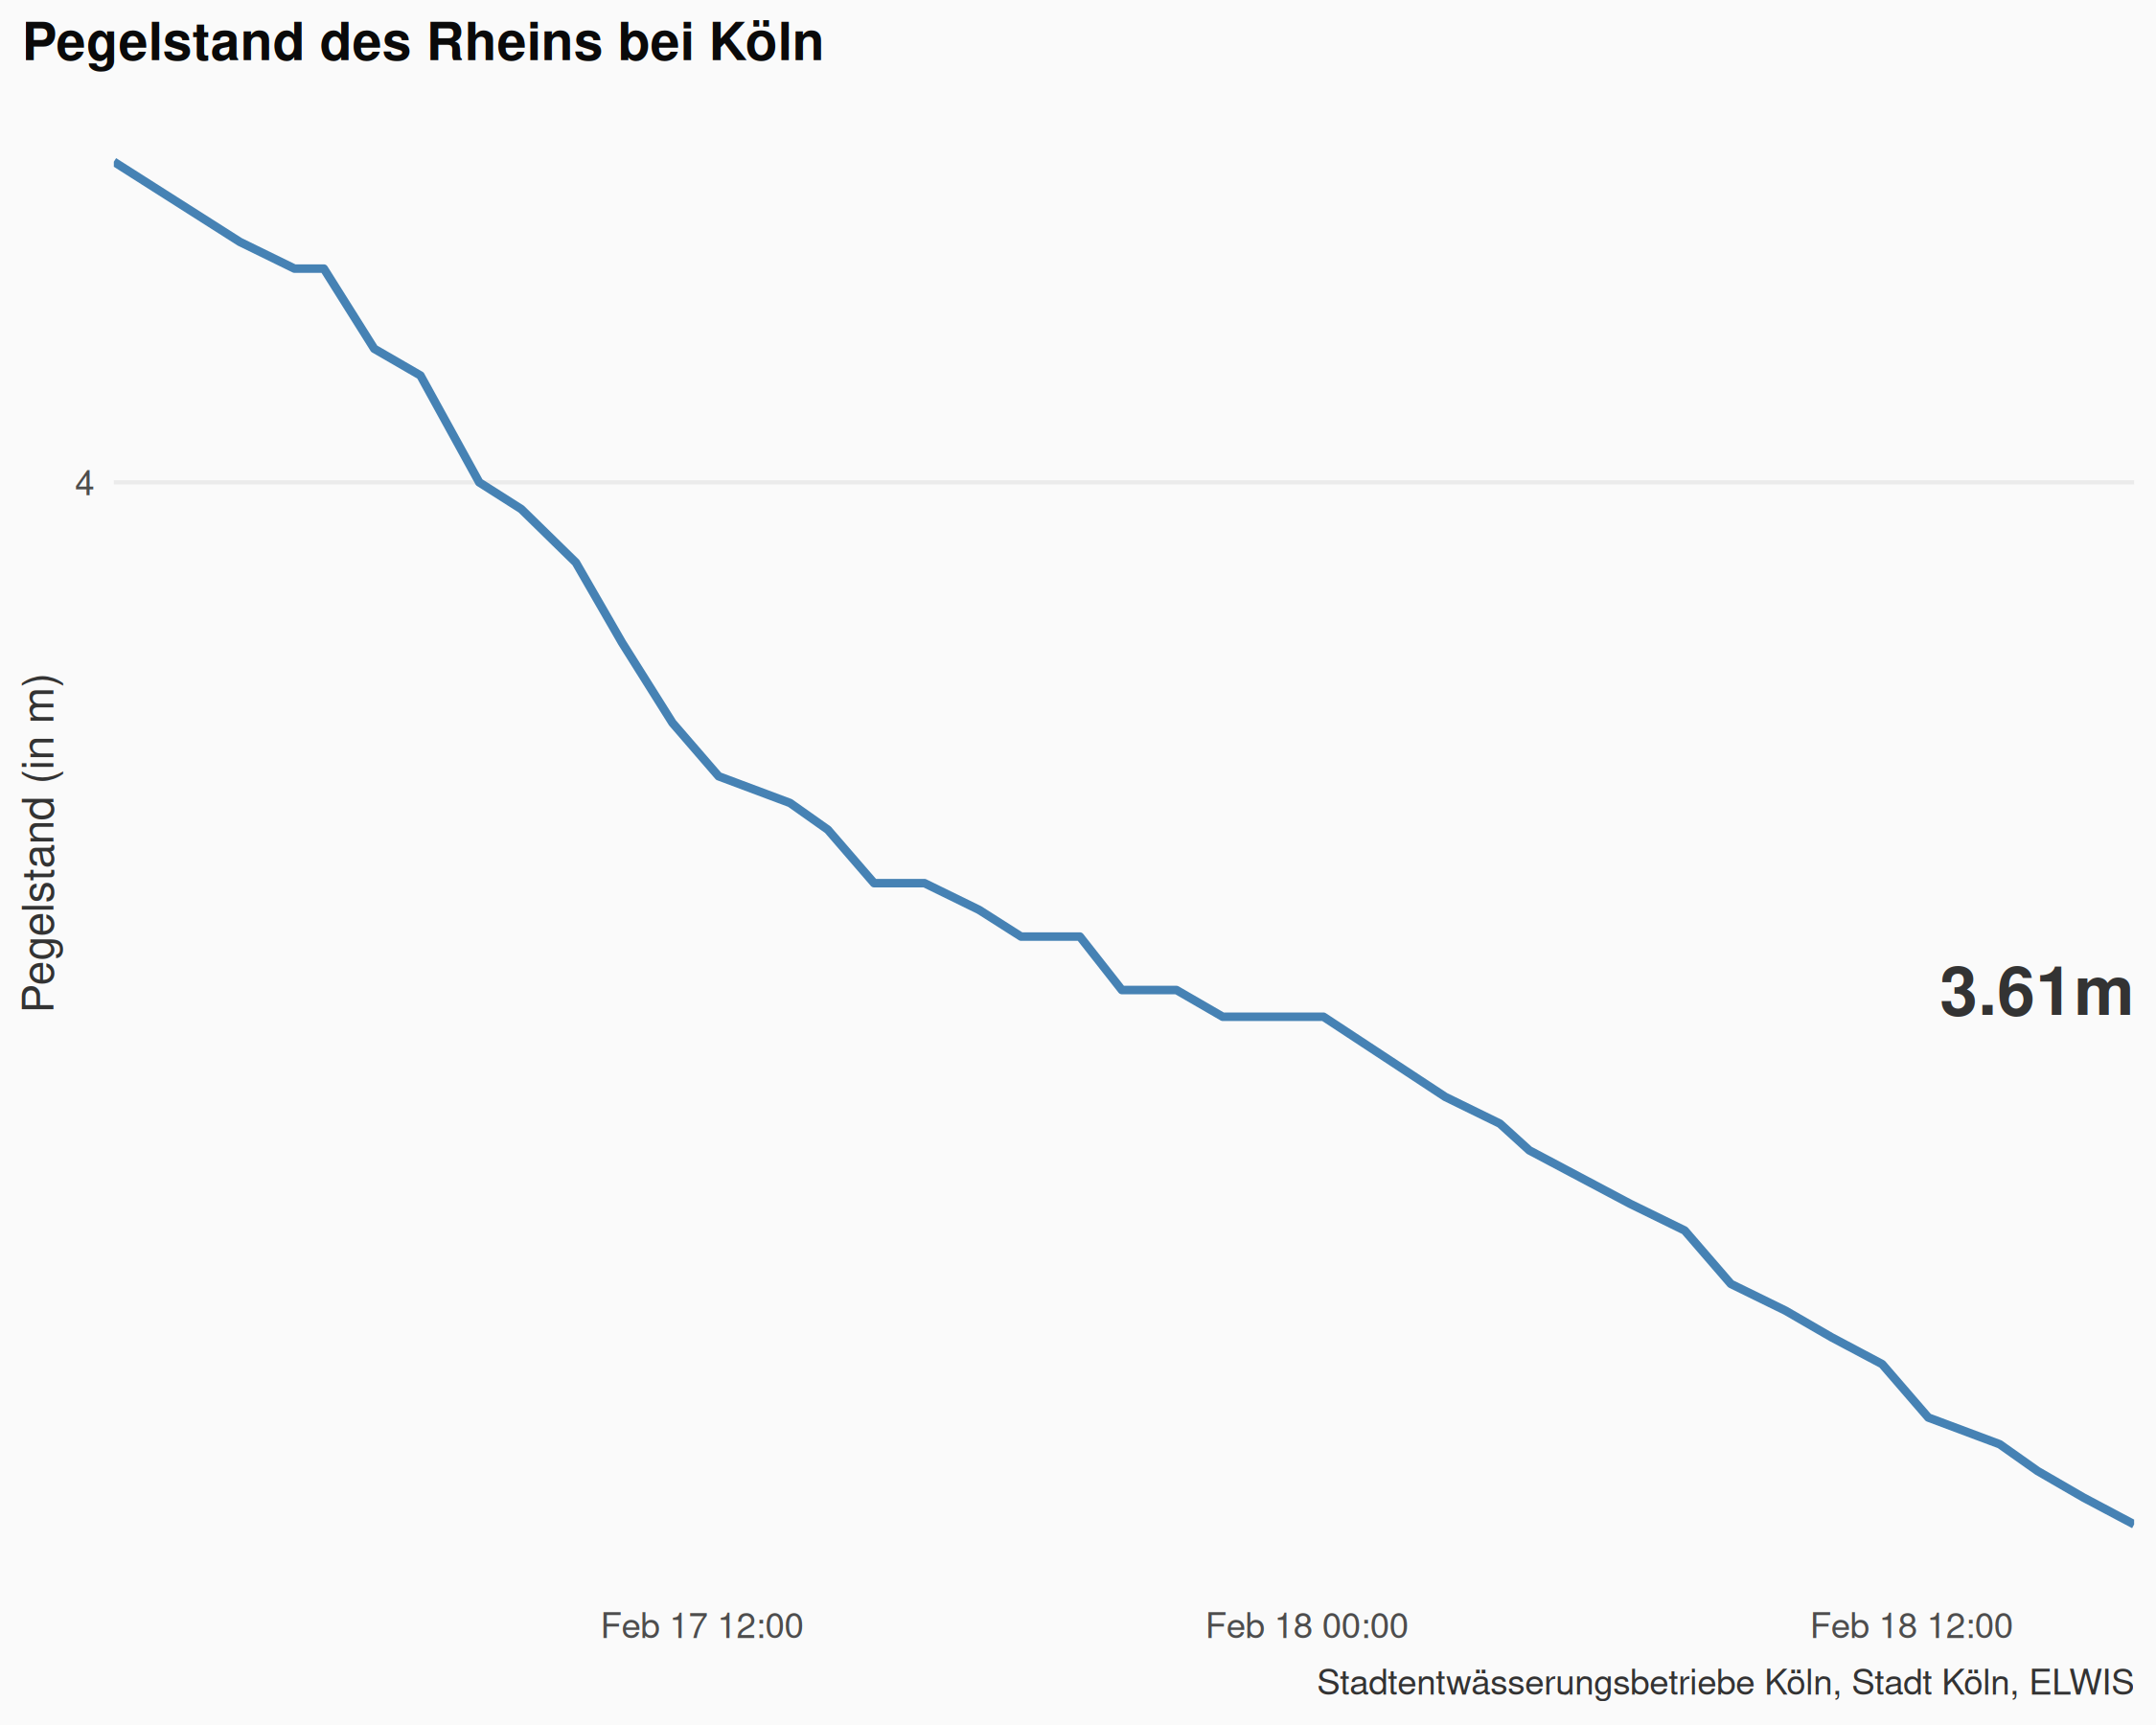 Pegelstand des Rheins bei Köln
4
Pegelstand (in m)
3.61m
Feb 17 12:00
Feb 18 00:00
Feb 18 12:00
Stadtentwässerungsbetriebe Köln, Stadt Köln, ELWIS